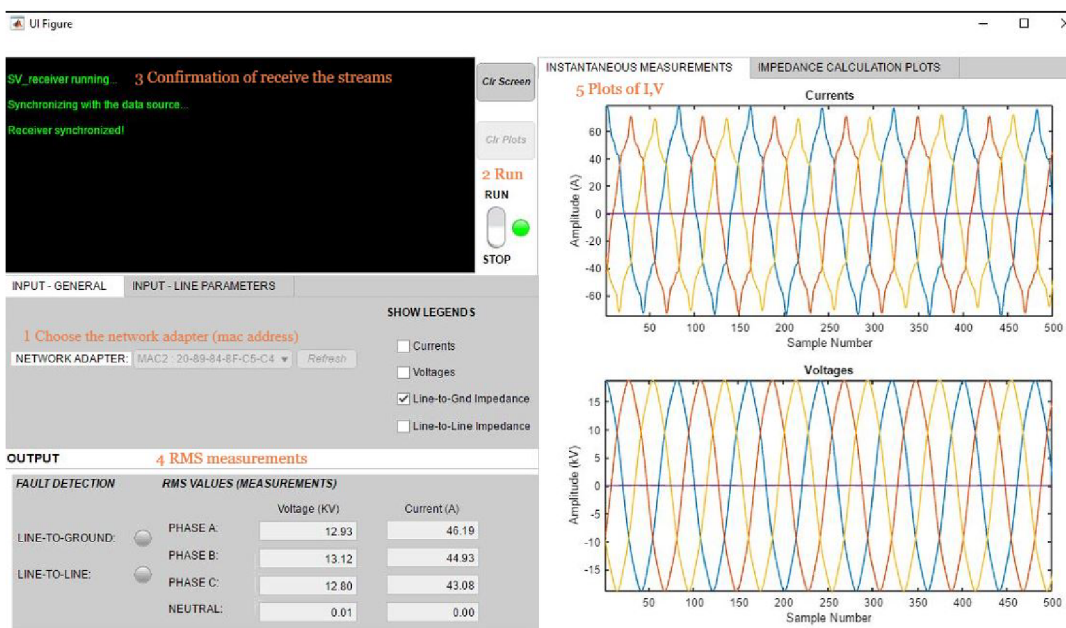 UI Figure
SV_receiver running...
3 Confirmation of receive the streams
Synchronizing with the data source...
Receiver synchronized!
Clr Screen
Clr Plots
2 Run
RUN
STOP
INPUT - GENERAL
INPUT - LINE PARAMETERS
SHOW LEGENDS
1 Choose the network adapter (mac address)
NETWORK ADAPTER: MAC2 : 20-89-84-8F-C5-C4 Refresh
Currents
Voltages
Line-to-Gnd Impedance
Line-to-Line Impedance
OUTPUT
4 RMS measurements
FAULT DETECTION
RMS VALUES (MEASUREMENTS)
Voltage (KV) Current (A)
LINE-TO-GROUND:
LINE-TO-LINE:
PHASE A: 12.93 46.19
PHASE B: 13.12 44.93
PHASE C: 12.80 43.08
NEUTRAL: 0.01 0.00
INSTANTANEOUS MEASUREMENTS
IMPEDANCE CALCULATION PLOTS
5 Plots of I,V
Currents
Amplitude (A)
60
40
20
0
-20
-40
-60
50 100 150 200 250 300 350 400 450 500
Sample Number
Voltages
Amplitude (kV)
15
10
5
0
-5
-10
-15
50 100 150 200 250 300 350 400 450 500
Sample Number